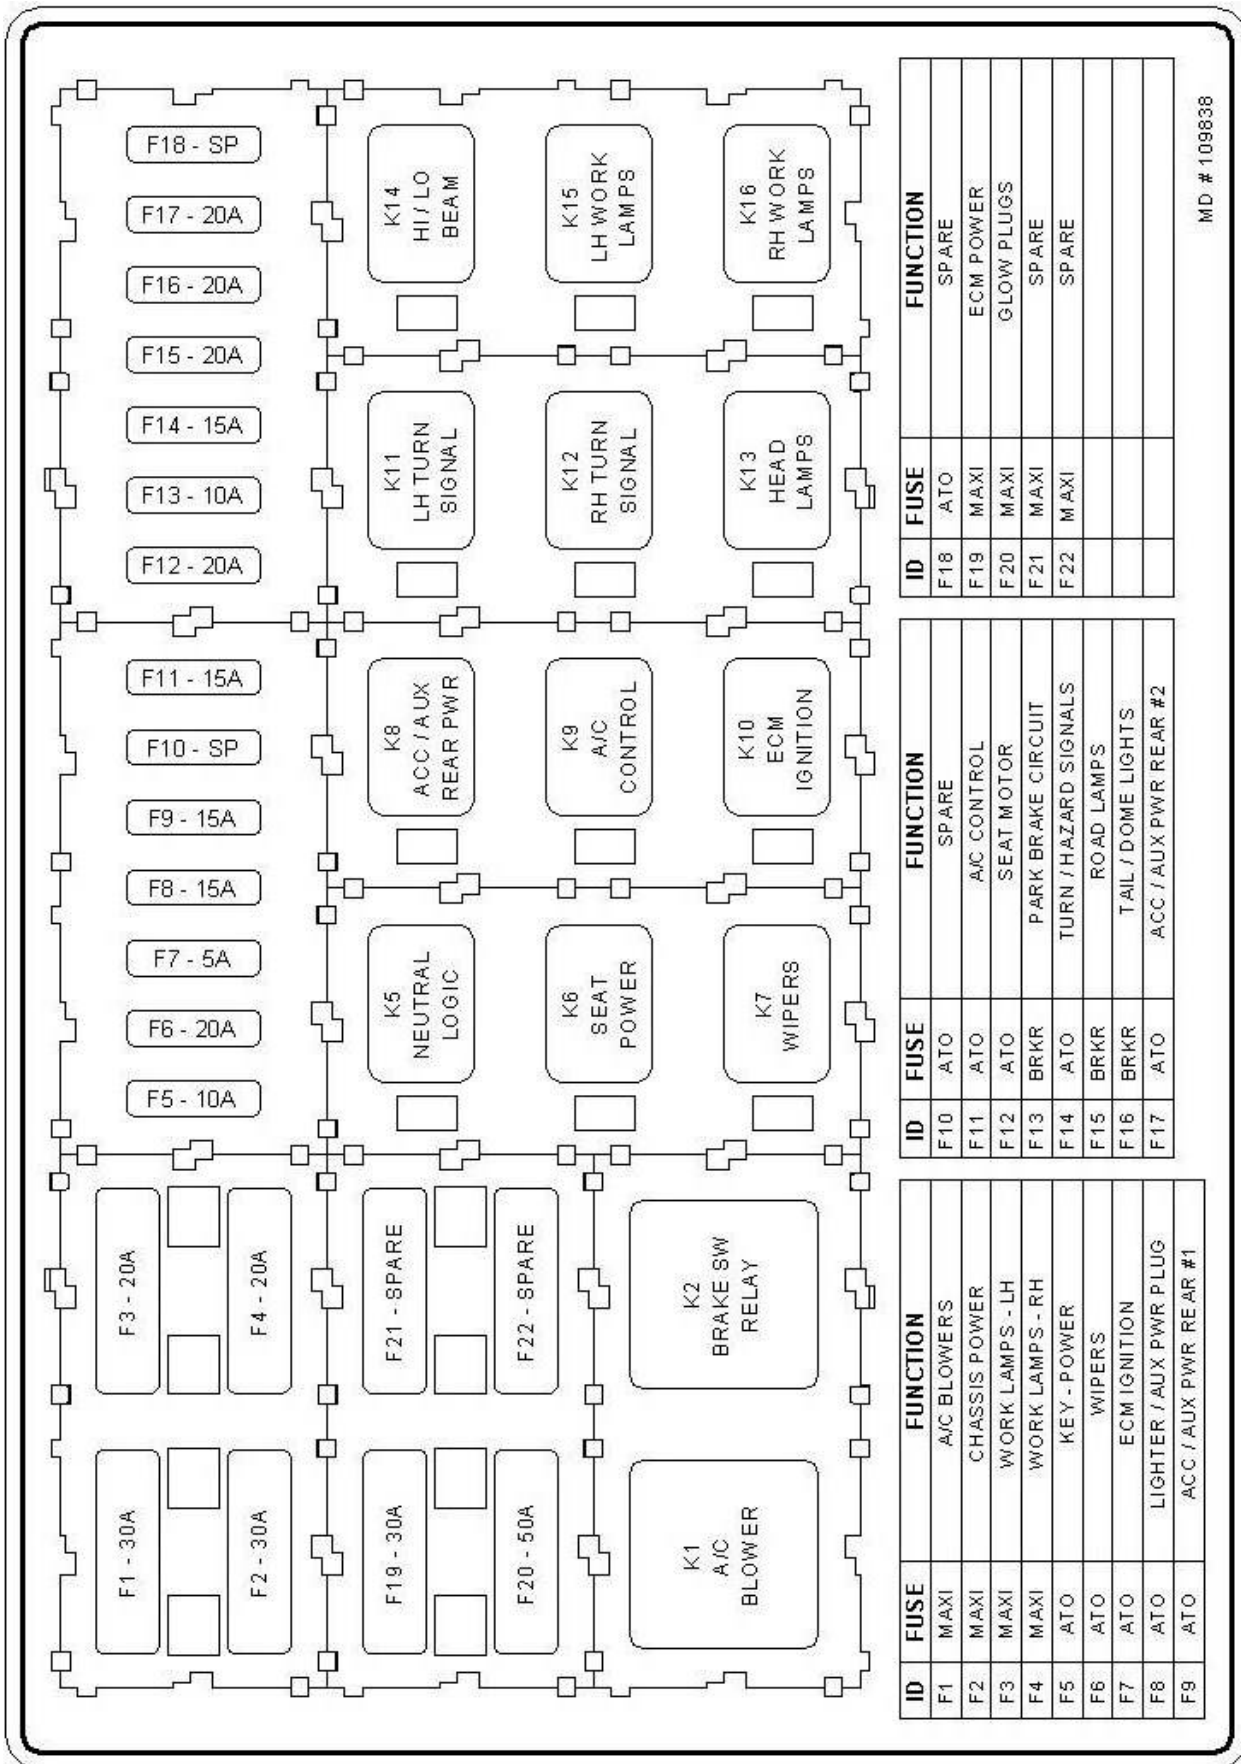 F1 - 30A
F3 - 20A
F2 - 30A
F4 - 20A
F5 - 10A
F6 - 20A
F7 - 5A
F8 - 15A
F9 - 15A
F10 - SP
F11 - 15A
F12 - 20A
F13 - 10A
F14 - 15A
F15 - 20A
F16 - 20A
F17 - 20A
F18 - SP
F19 - 30A
F21 - SPARE
F20 - 50A
F22 - SPARE
K1
A/C
BLOWER
K2
BRAKE SW
RELAY
K5
NEUTRAL
LOGIC
K6
SEAT
POWER
K7
WIPERS
K8
ACC / AUX
REAR PWR
K9
A/C
CONTROL
K10
ECM
IGNITION
K11
LH TURN
SIGNAL
K12
RH TURN
SIGNAL
K13
HEAD
LAMPS
K14
HI / LO
BEAM
K15
LH WORK
LAMPS
K16
RH WORK
LAMPS
ID FUSE FUNCTION
F1 MAXI A/C BLOWERS
F2 MAXI CHASSIS POWER
F3 MAXI WORK LAMPS - LH
F4 MAXI WORK LAMPS - RH
F5 ATO KEY - POWER
F6 ATO WIPERS
F7 ATO ECM IGNITION
F8 ATO LIGHTER / AUX PWR PLUG
F9 ATO ACC / AUX PWR REAR #1
ID FUSE FUNCTION
F10 ATO SPARE
F11 ATO A/C CONTROL
F12 ATO SEAT MOTOR
F13 BRKR PARK BRAKE CIRCUIT
F14 ATO TURN / HAZARD SIGNALS
F15 BRKR ROAD LAMPS
F16 BRKR TAIL / DOME LIGHTS
F17 ATO ACC / AUX PWR REAR #2
ID FUSE FUNCTION
F18 ATO SPARE
F19 MAXI ECM POWER
F20 MAXI GLOW PLUGS
F21 MAXI SPARE
F22 MAXI SPARE
MD # 109838